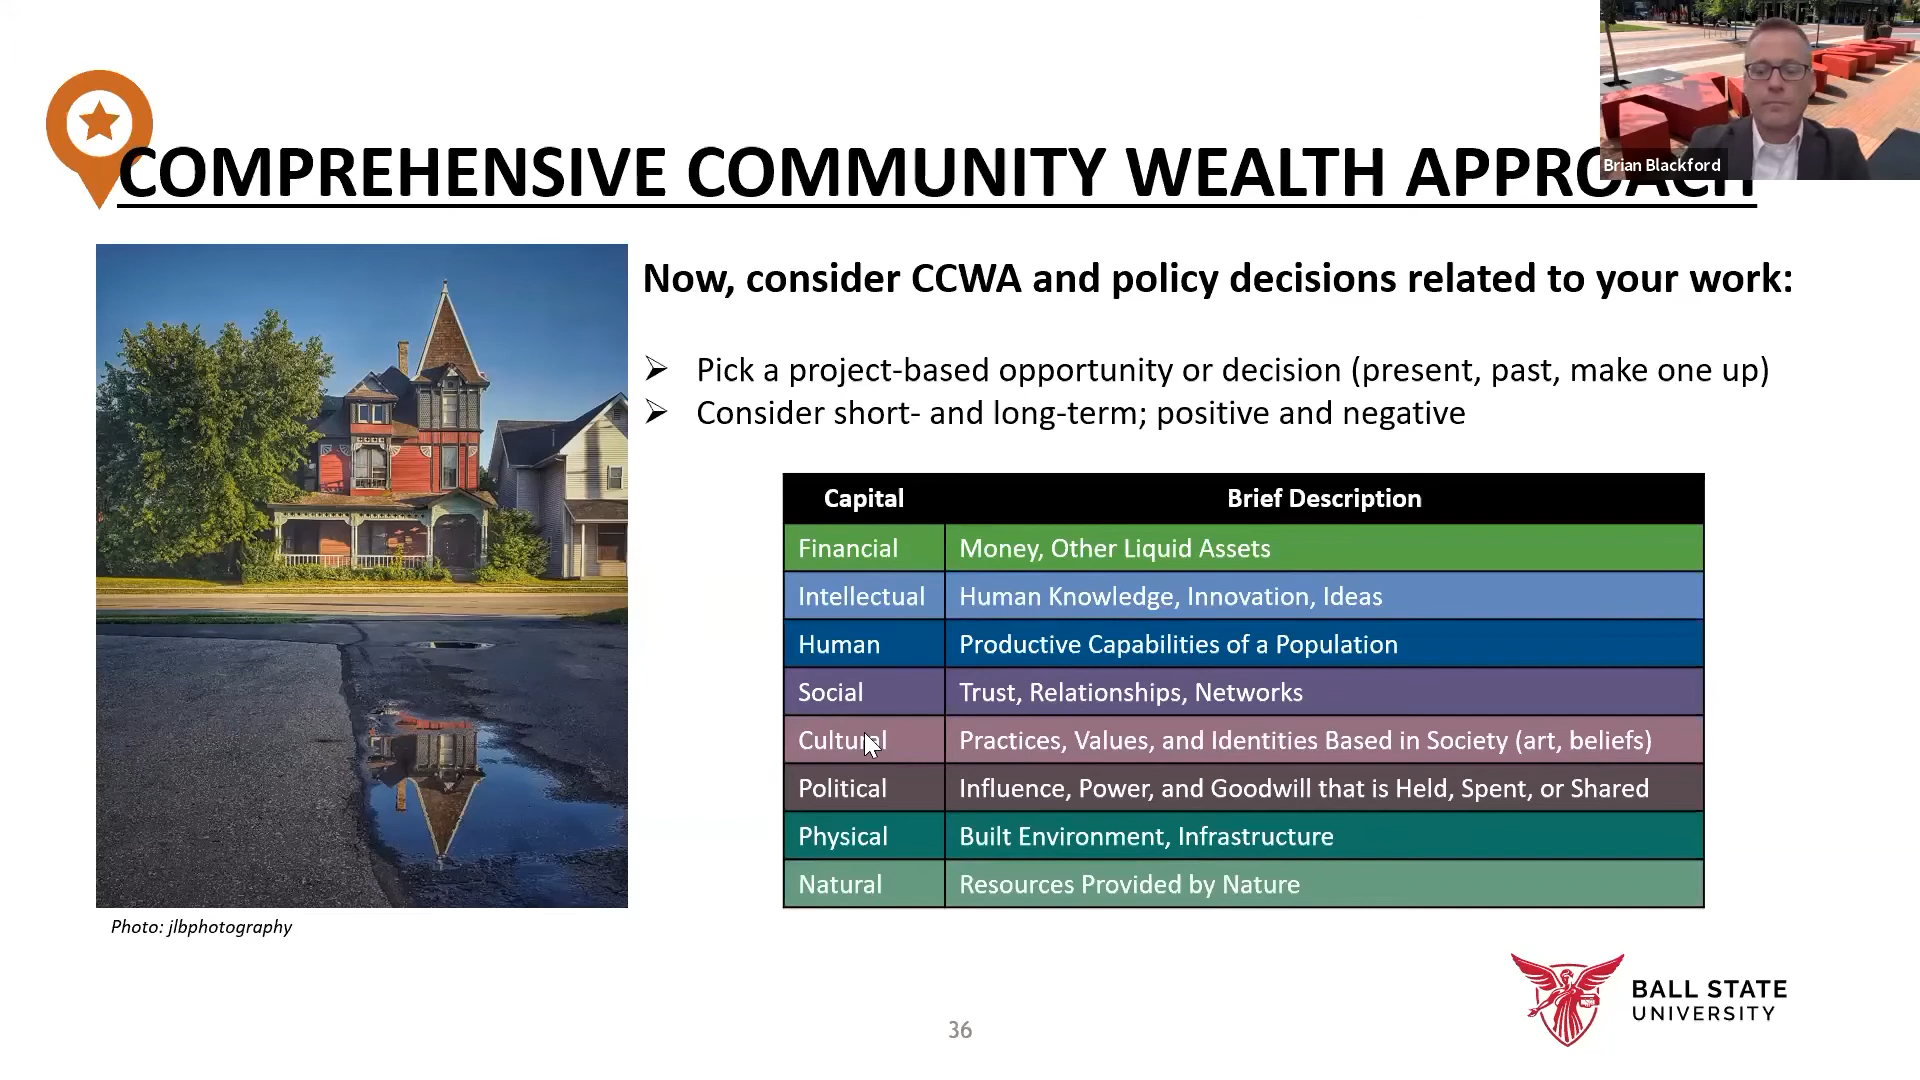 COMPREHENSIVE COMMUNITY WEALTH APPROACH
Brian Blackford
Now, consider CCWA and policy decisions related to your work:
Pick a project-based opportunity or decision (present, past, make one up)
Consider short- and long-term; positive and negative
Capital Brief Description
Financial Money, Other Liquid Assets
Intellectual Human Knowledge, Innovation, Ideas
Human Productive Capabilities of a Population
Social Trust, Relationships, Networks
Cultural Practices, Values, and Identities Based in Society (art, beliefs)
Political Influence, Power, and Goodwill that is Held, Spent, or Shared
Physical Built Environment, Infrastructure
Natural Resources Provided by Nature
Photo: jlbphotography
BALL STATE
UNIVERSITY
36